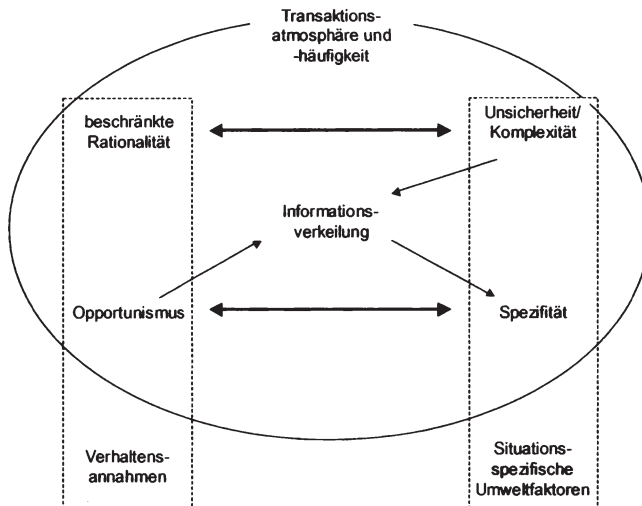 Transaktions-
atmosphäre und
-häufigkeit
beschränkte
Rationalität
Unsicherheit/
Komplexität
Informations-
verkeilung
Opportunismus
Spezifität
Verhaltens-
annahmen
Situations-
spezifische
Umweltfaktoren